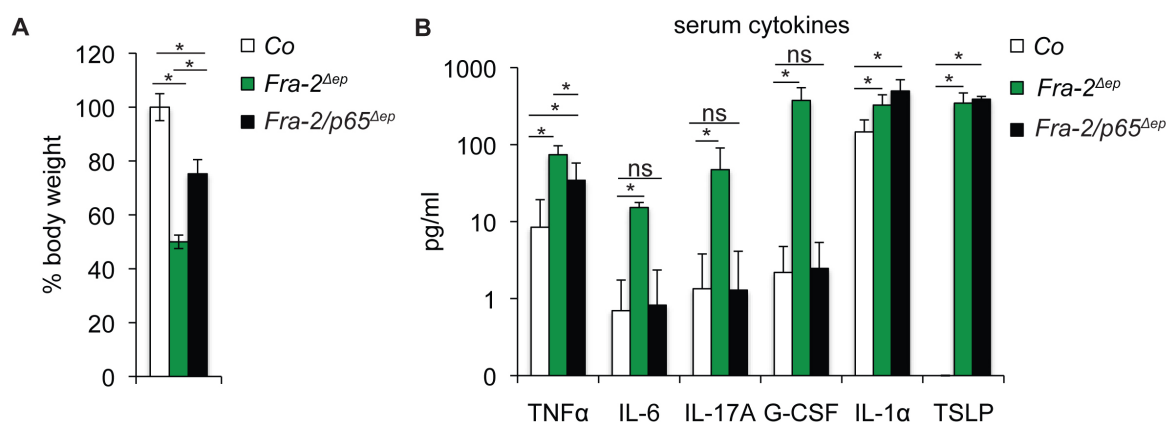 A
B
serum cytokines
% body weight
120
100
80
60
40
20
0
*
*
*
Co
Fra-2Δep
Fra-2/p65Δep
pg/ml
1000
100
10
1
0
*
*
*
ns
*
ns
*
ns
*
*
*
*
*
Co
Fra-2Δep
Fra-2/p65Δep
TNFα IL-6 IL-17A G-CSF IL-1α TSLP